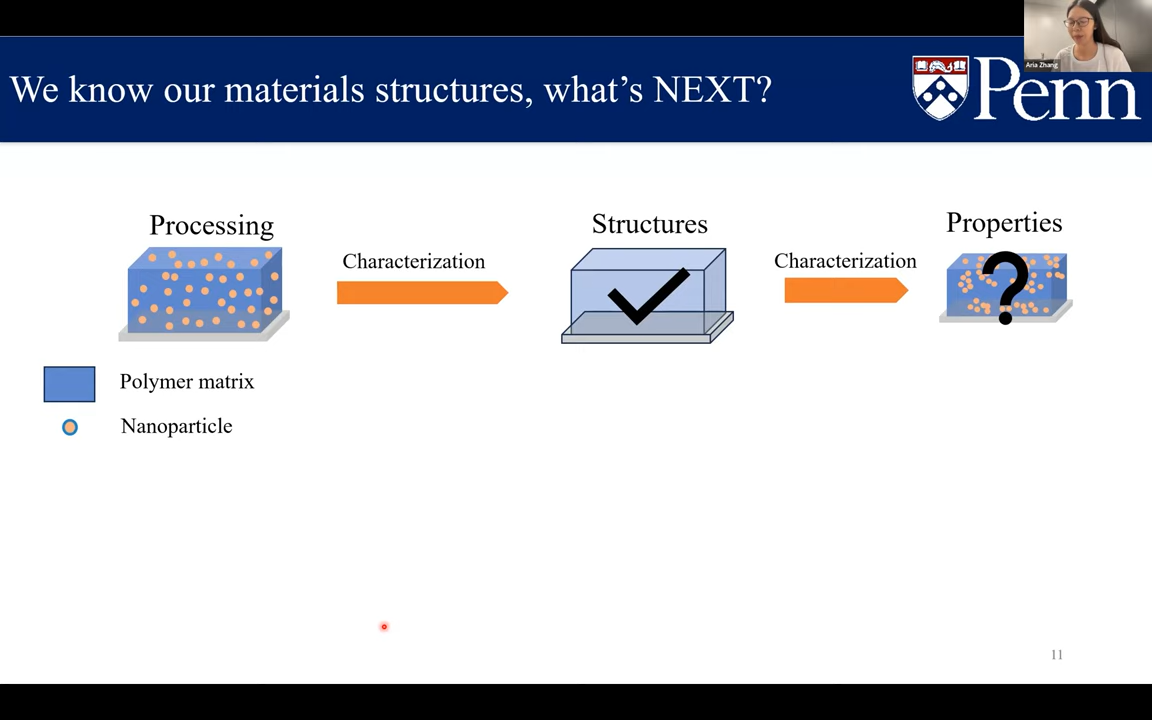 Aria Zhang
We know our materials structures, what's NEXT?
Penn
Processing
Characterization
Structures
Characterization
Properties
?
Polymer matrix
Nanoparticle
11